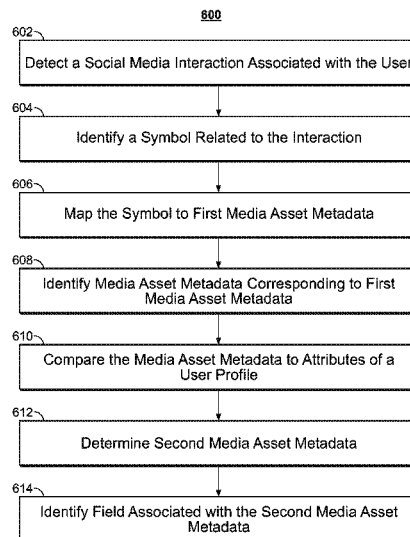 600
602
Detect a Social Media Interaction Associated with the User
604
Identify a Symbol Related to the Interaction
606
Map the Symbol to First Media Asset Metadata
608
Identify Media Asset Metadata Corresponding to First
Media Asset Metadata
610
Compare the Media Asset Metadata to Attributes of a
User Profile
612
Determine Second Media Asset Metadata
614
Identify Field Associated with the Second Media Asset
Metadata